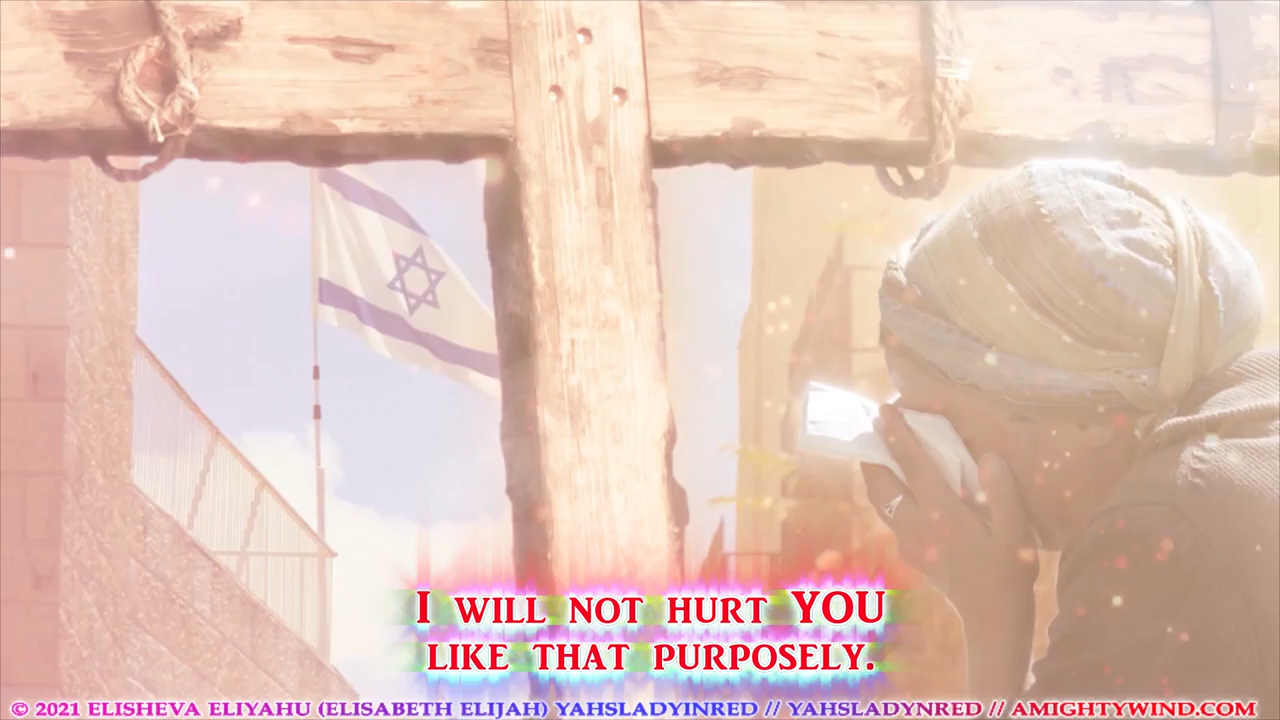 I WILL NOT HURT YOU
LIKE THAT PURPOSELY.
© 2021 ELISHEVA ELIYAHU (ELISABETH ELIJAH) YAHSLADYINRED // YAHSLADYNRED // AMIGHTYWIND.COM